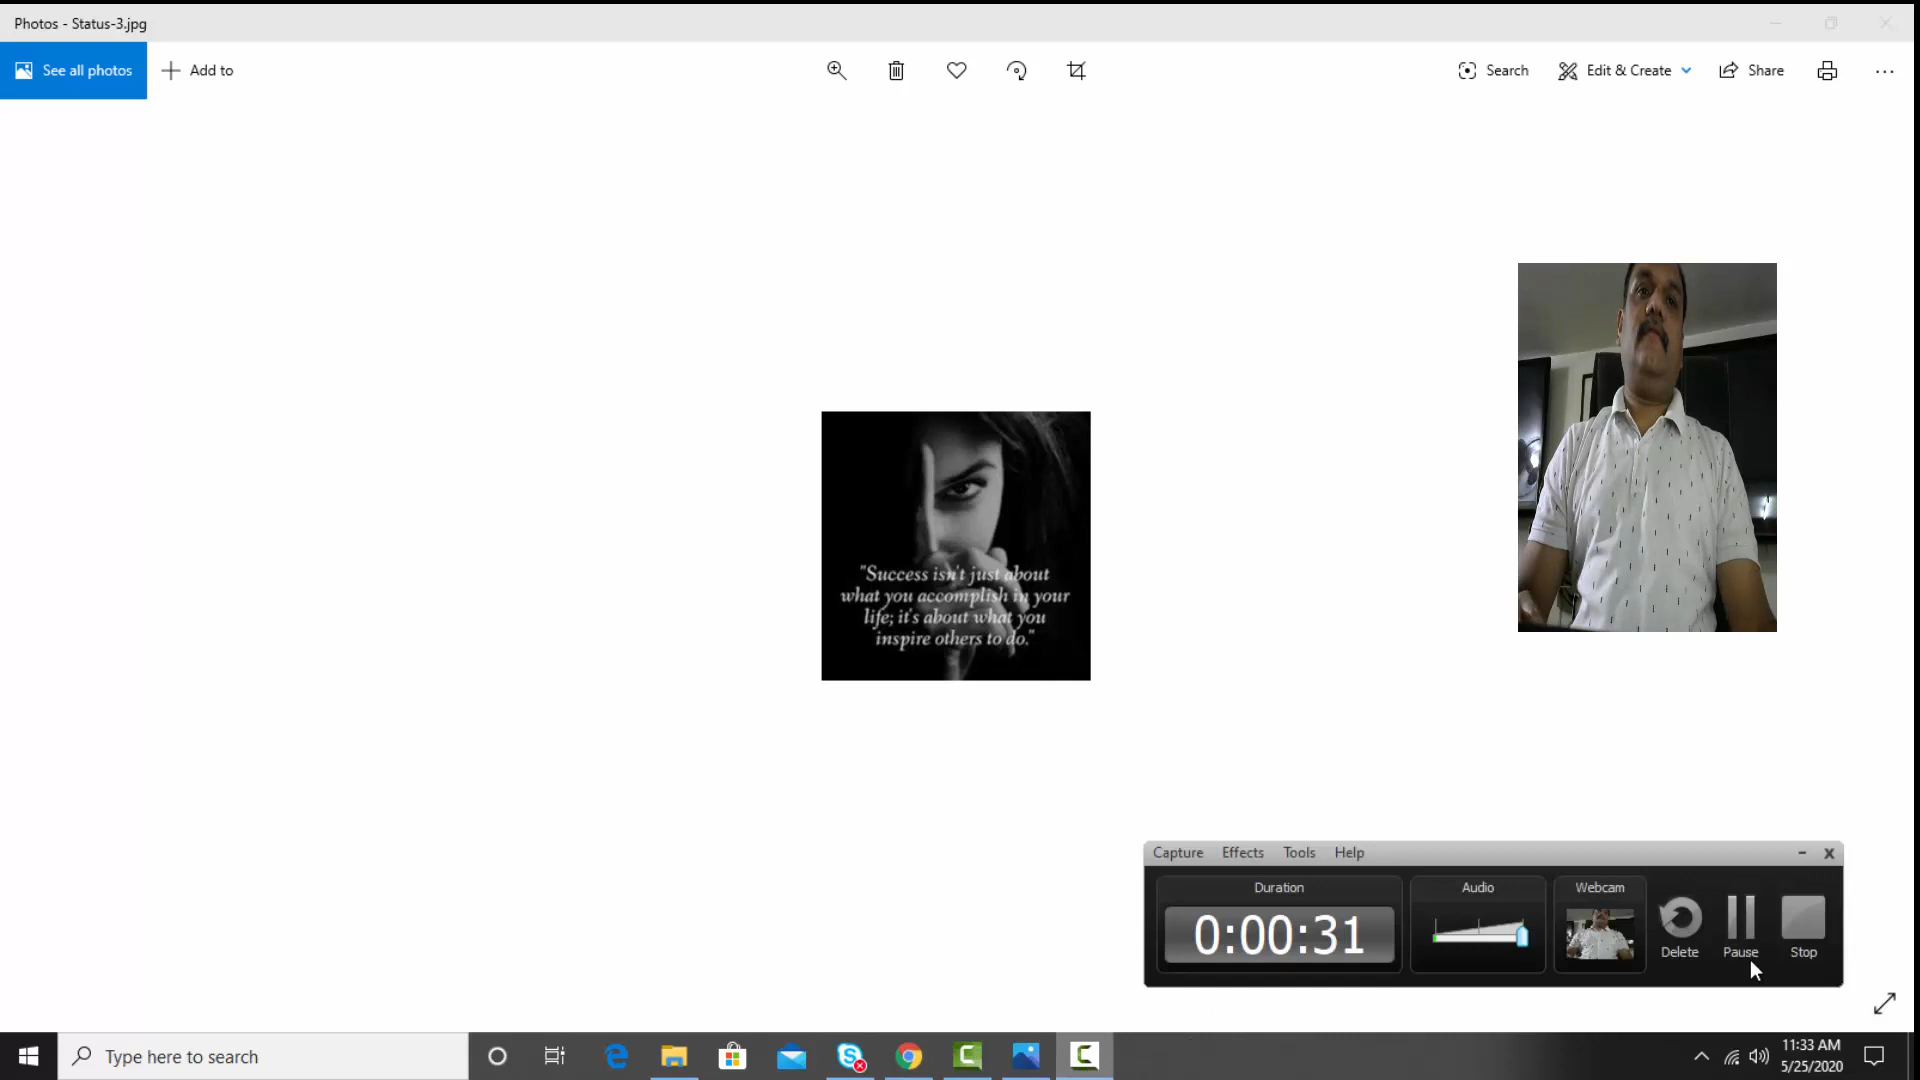 Photos - Status-3.jpg
See all photos
Add to
Search
Edit & Create
Share
"Success isn't just about
what you accomplish in your
life; it's about what you
inspire others to do."
Capture Effects Tools Help
Duration
Audio
Webcam
0:00:31
Delete
Pause
Stop
Type here to search
11:33 AM
5/25/2020